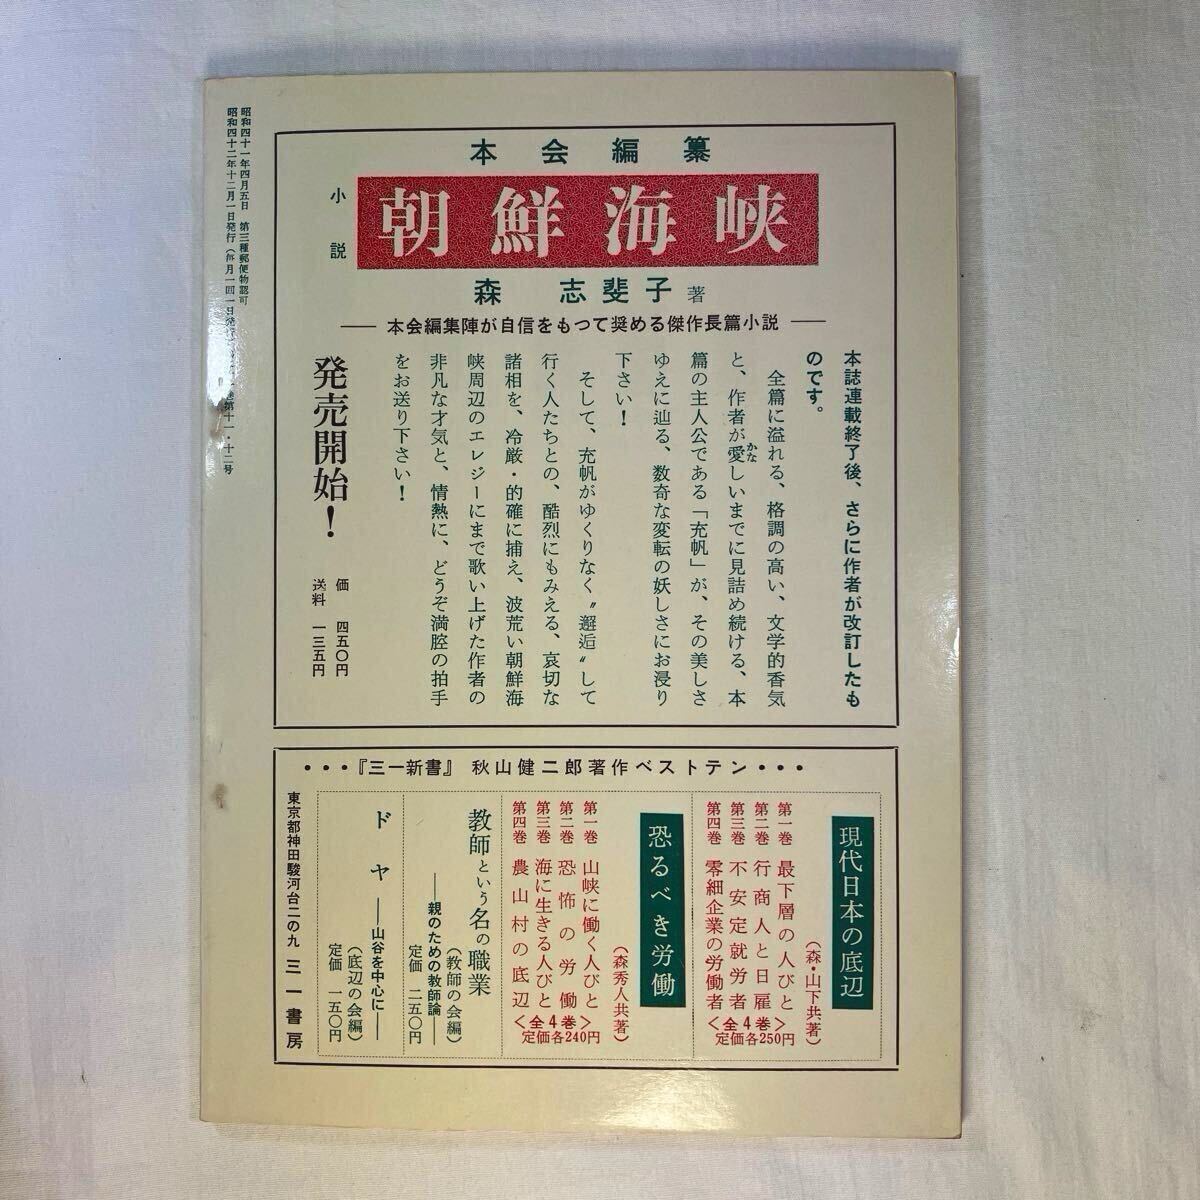 昭和四十一年四月五日 第三種郵便物認可
昭和四十二年十二月一日発行(毎月一回一日発行)
第十一・十二号
本会編纂
小説
朝鮮海峡
森 志斐子 著
── 本会編集陣が自信をもつて奨める傑作長篇小説 ──
本誌連載終了後、さらに作者が改訂したも
のです。
全篇に溢れる、格調の高い、文学的香気
と、作者が愛(かな)しいまでに見詰め続ける、本
篇の主人公である「充帆」が、その美しさ
ゆえに辿る、数奇な変転の妖しさにお浸り
下さい!
そして、充帆がゆくりなく〝邂逅〟して
行く人たちとの、酷烈にもみえる、哀切な
諸相を、冷厳・的確に捕え、波荒い朝鮮海
峡周辺のエレジーにまで歌い上げた作者の
非凡な才気と、情熱に、どうぞ満腔の拍手
をお送り下さい!
発売開始!
価 四五〇円
送料 一三五円
・・・『三一新書』 秋山健二郎著作ベストテン・・・
現代日本の底辺
(森・山下共著)
第一巻 最下層の人びと
第二巻 行商人と日雇
第三巻 不安定就労者
第四巻 零細企業の労働者
<全4巻>
定価各250円
恐るべき労働
(森秀人共著)
第一巻 山峡に働く人びと
第二巻 恐怖の労働
第三巻 海に生きる人びと
第四巻 農山村の底辺
<全4巻>
定価各240円
教師という名の職業
(教師の会編)
──親のための教師論──
定価 二五〇円
ドヤ ──山谷を中心に──
(底辺の会編)
定価 一五〇円
東京都神田駿河台二の九 三一書房